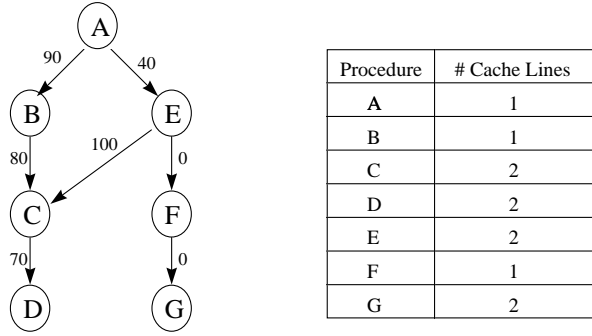 A
90
40
B
E
100
80
0
C
F
70
0
D
G
Procedure # Cache Lines
A 1
B 1
C 2
D 2
E 2
F 1
G 2